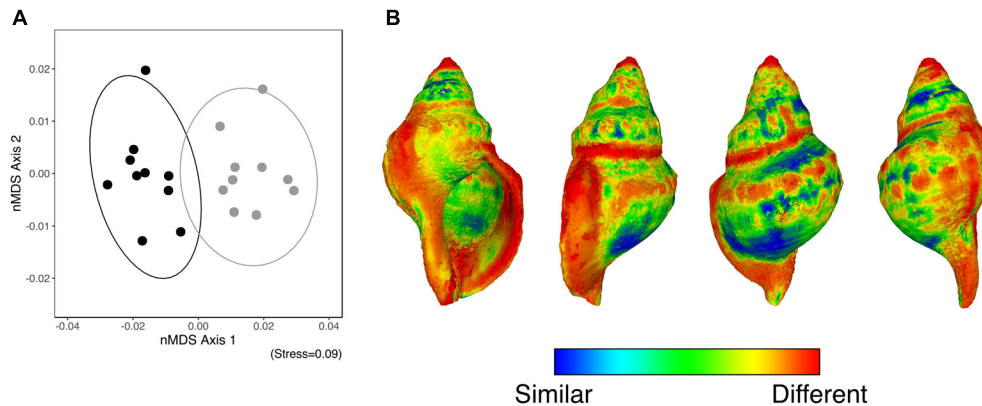 A
B
nMDS Axis 2
0.02
0.01
0.00
-0.01
-0.02
-0.04
-0.02
0.00
0.02
0.04
nMDS Axis 1
(Stress=0.09)
Similar
Different